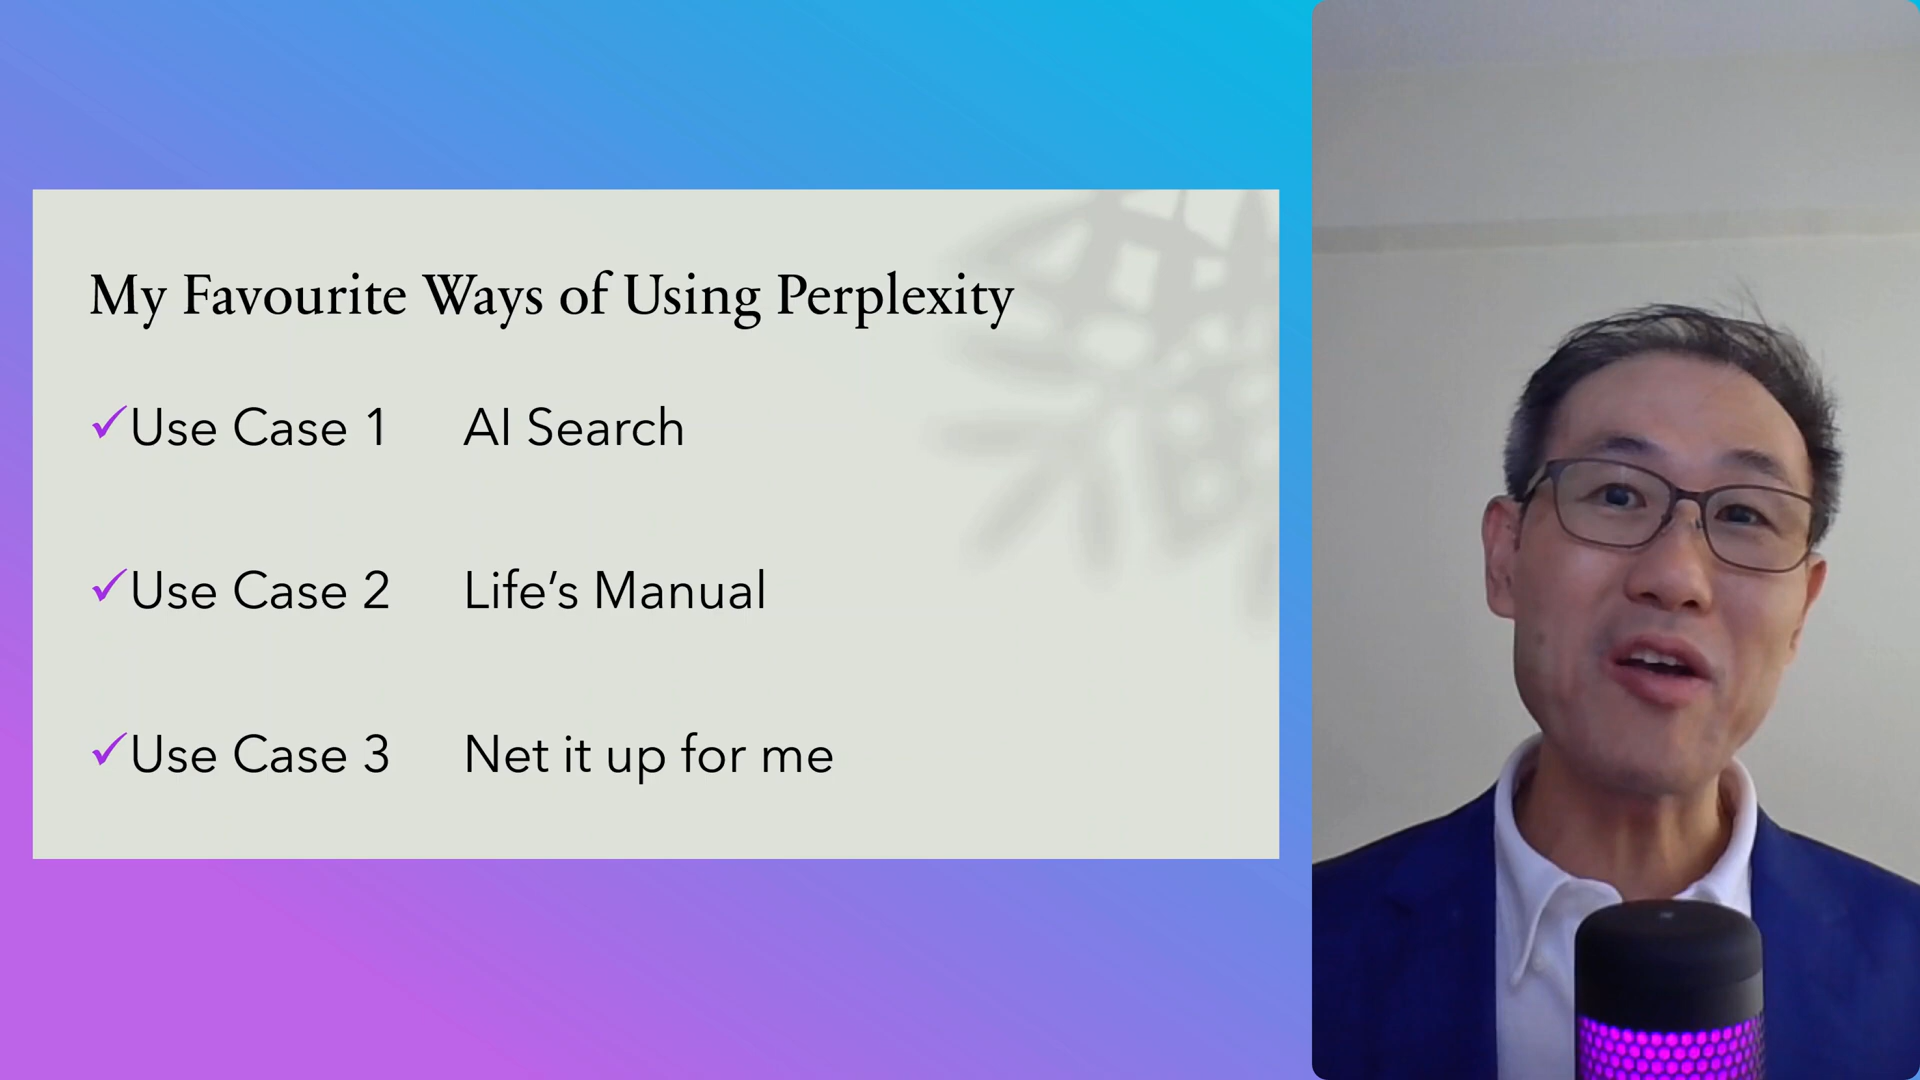 My Favourite Ways of Using Perplexity
✓Use Case 1 AI Search
✓Use Case 2 Life’s Manual
✓Use Case 3 Net it up for me